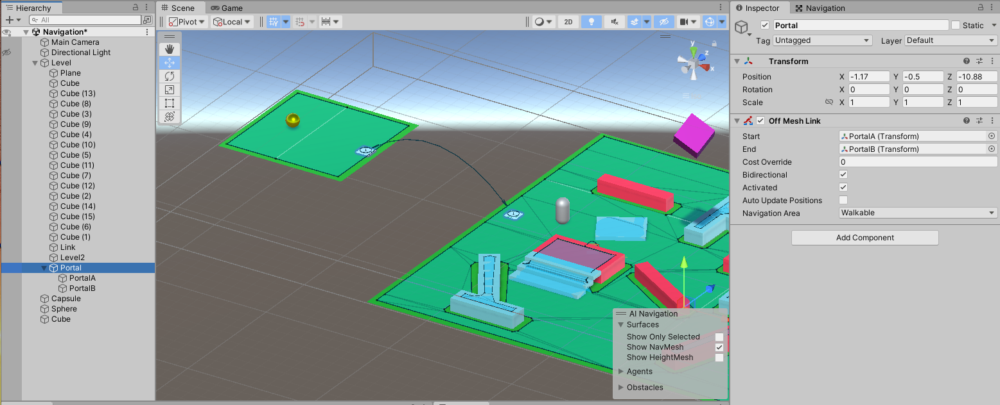 Hierarchy
All
Navigation*
Main Camera
Directional Light
Level
Plane
Cube
Cube (13)
Cube (8)
Cube (3)
Cube (9)
Cube (4)
Cube (10)
Cube (5)
Cube (11)
Cube (7)
Cube (12)
Cube (2)
Cube (14)
Cube (15)
Cube (6)
Cube (1)
Link
Level2
Portal
PortalA
PortalB
Capsule
Sphere
Cube
Scene Game
Pivot Local 2D
y
z
x
AI Navigation
Surfaces
Show Only Selected
Show NavMesh
Show HeightMesh
Agents
Obstacles
Inspector Navigation
Portal Static
Tag Untagged Layer Default
Transform
Position X -1.17 Y -0.5 Z -10.88
Rotation X 0 Y 0 Z 0
Scale X 1 Y 1 Z 1
Off Mesh Link
Start PortalA (Transform)
End PortalB (Transform)
Cost Override 0
Bidirectional
Activated
Auto Update Positions
Navigation Area Walkable
Add Component